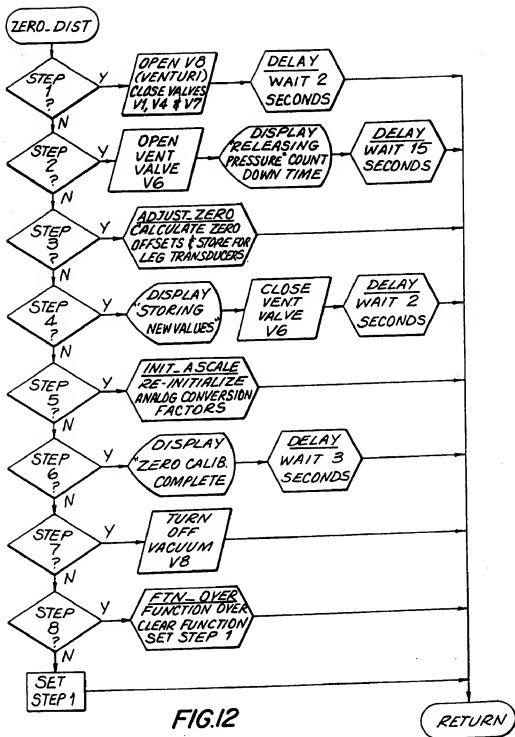 ZERO_DIST
STEP
1
?
Y
N
OPEN V8
(VENTURI)
CLOSE VALVES
V1, V4 & V7
DELAY
WAIT 2
SECONDS
STEP
2
?
Y
N
OPEN
VENT
VALVE
V6
DISPLAY
"RELEASING
PRESSURE" COUNT
DOWN TIME
DELAY
WAIT 15
SECONDS
STEP
3
?
Y
N
ADJUST_ZERO
CALCULATE ZERO
OFFSETS & STORE FOR
LEG TRANSDUCERS
STEP
4
?
Y
N
DISPLAY
"STORING
NEW VALUES"
CLOSE
VENT
VALVE
V6
DELAY
WAIT 2
SECONDS
STEP
5
?
Y
N
INIT_ASCALE
RE-INITIALIZE
ANALOG CONVERSION
FACTORS
STEP
6
?
Y
N
DISPLAY
"ZERO CALIB.
COMPLETE
DELAY
WAIT 3
SECONDS
STEP
7
?
Y
N
TURN
OFF
VACUUM
V8
STEP
8
?
Y
N
FTN_OVER
FUNCTION OVER
CLEAR FUNCTION
SET STEP 1
SET
STEP 1
RETURN
FIG.12